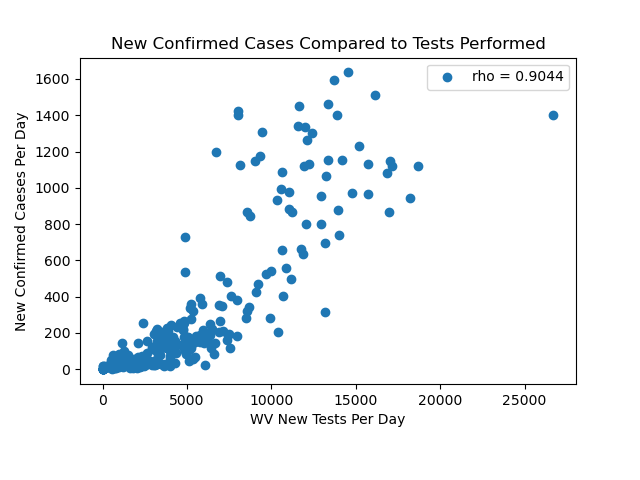 New Confirmed Cases Compared to Tests Performed
rho = 0.9044
New Confirmed Caeses Per Day
1600
1400
1200
1000
800
600
400
200
0
0 5000 10000 15000 20000 25000
WV New Tests Per Day